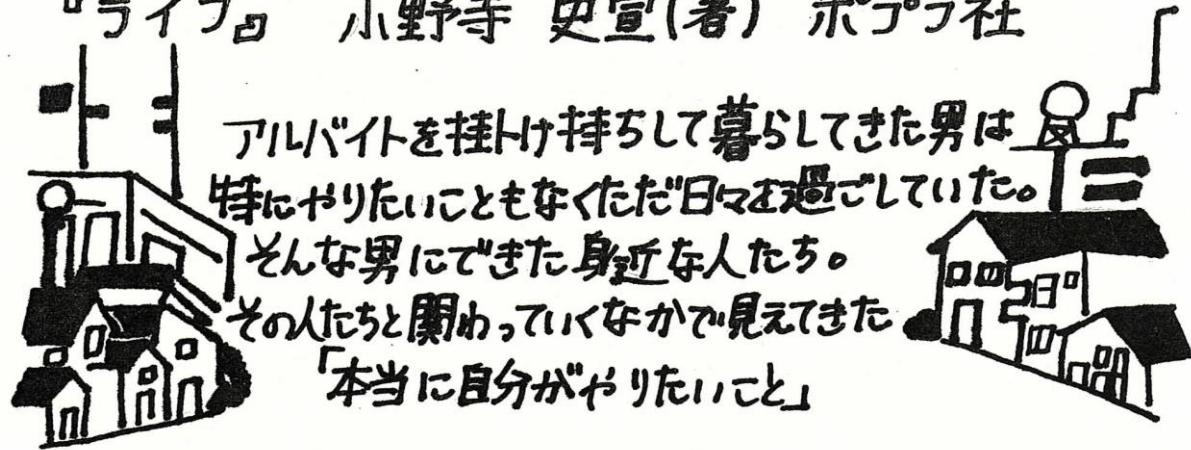 『ライフ』 小野寺 史宣(著) ポプラ社
アルバイトを掛け持ちして暮らしてきた男は
特にやりたいこともなくただ日々を過ごしていた。
そんな男にできた身近な人たち。
その人たちと関わっていくなかで見えてきた
「本当に自分がやりたいこと」